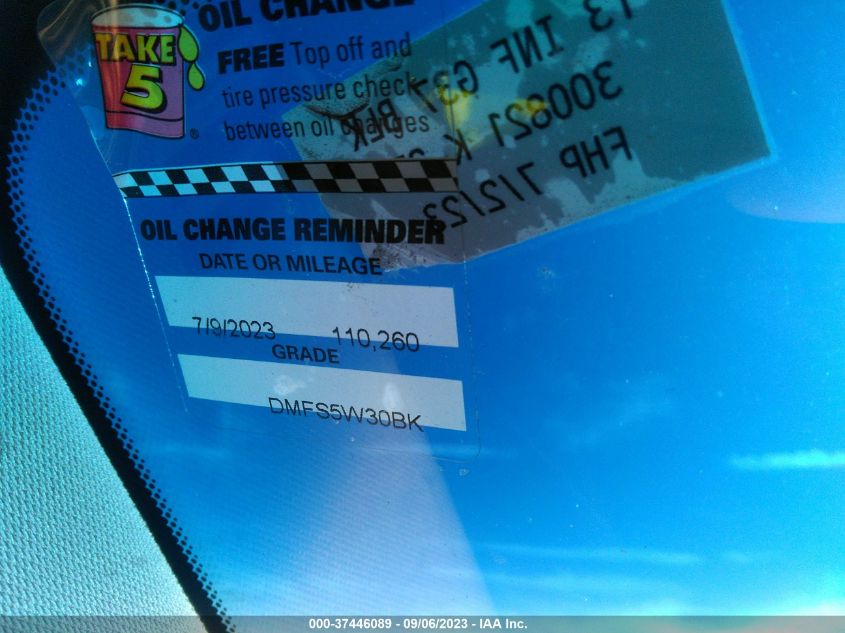 OIL CHANGE
TAKE
5
®
FREE Top off and
tire pressure check
between oil changes
13 INF G37 BLK
300821 K
FHP 7/2/23
OIL CHANGE REMINDER
DATE OR MILEAGE
7/9/2023 110,260
GRADE
DMFS5W30BK
000-37446089 - 09/06/2023 - IAA Inc.